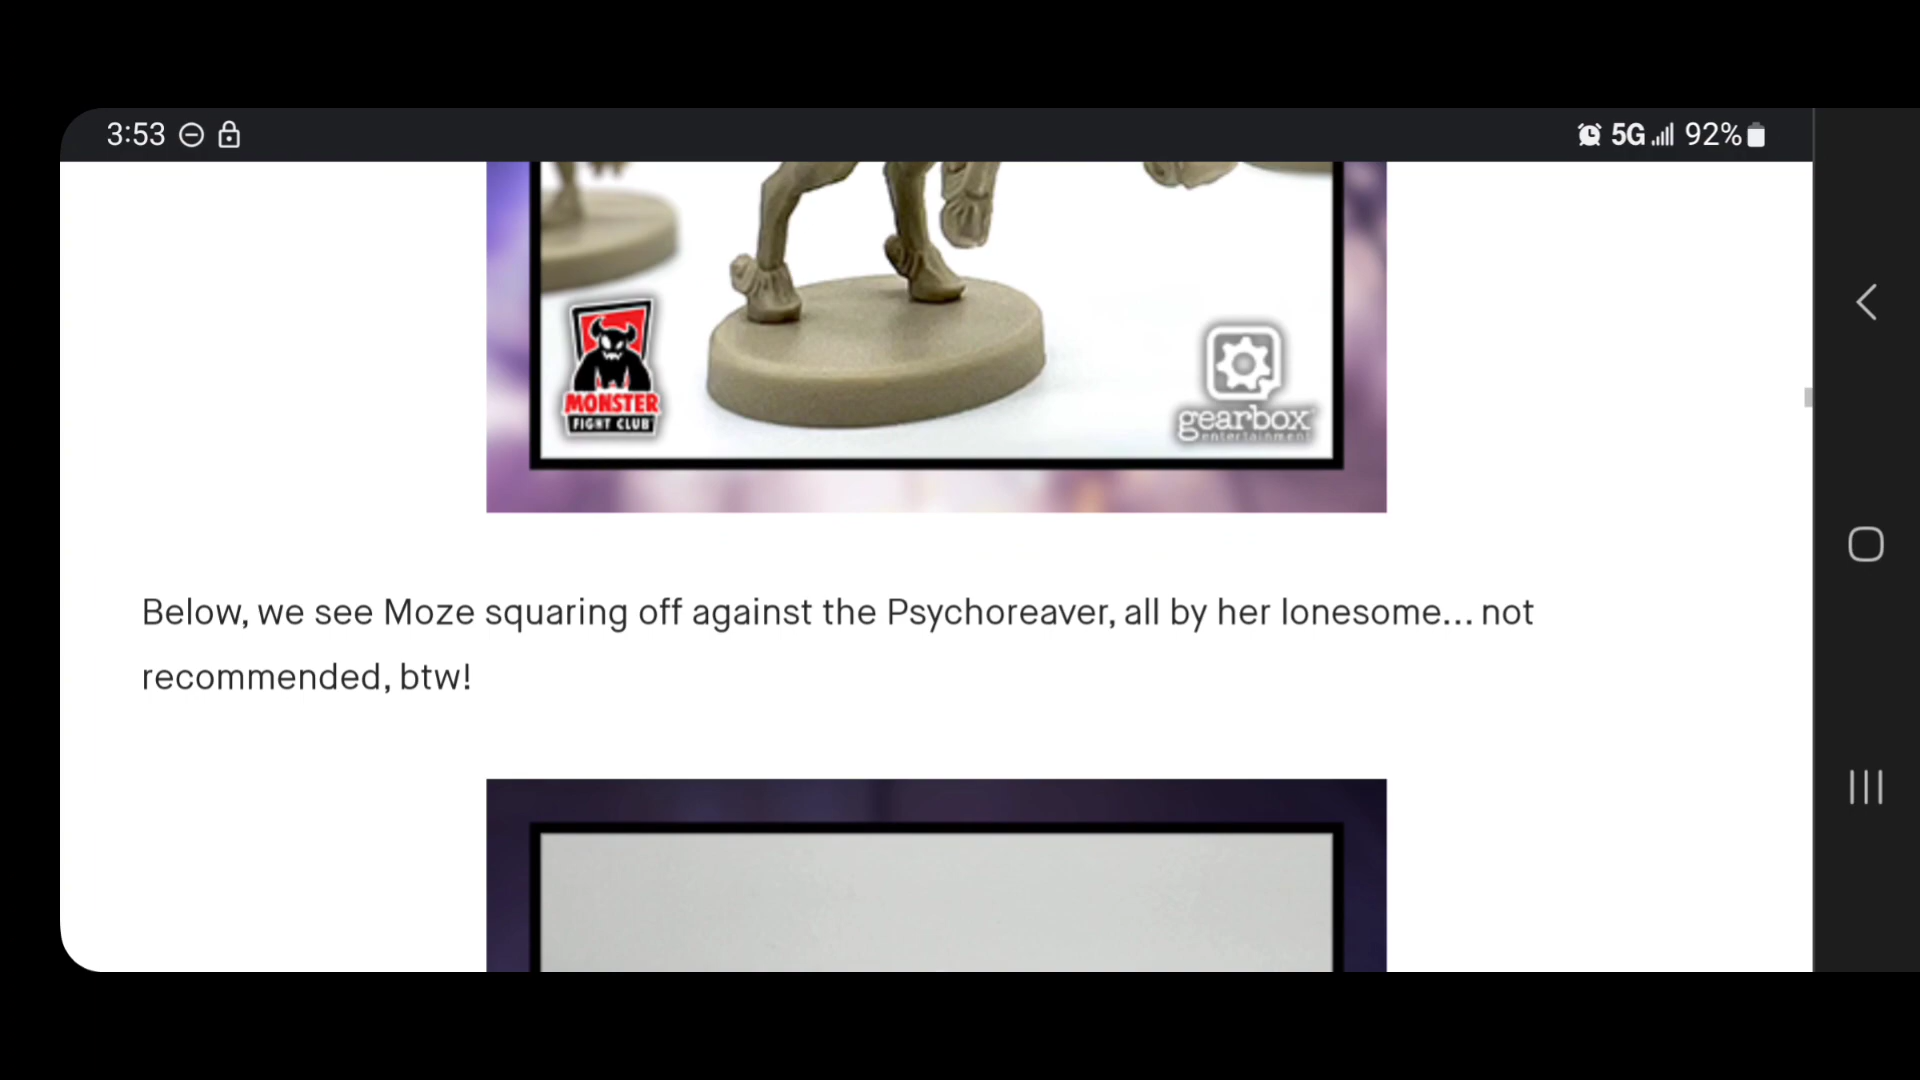 3:53
5G 92%
MONSTER
FIGHT CLUB
gearbox
entertainment
Below, we see Moze squaring off against the Psychoreaver, all by her lonesome... not
recommended, btw!